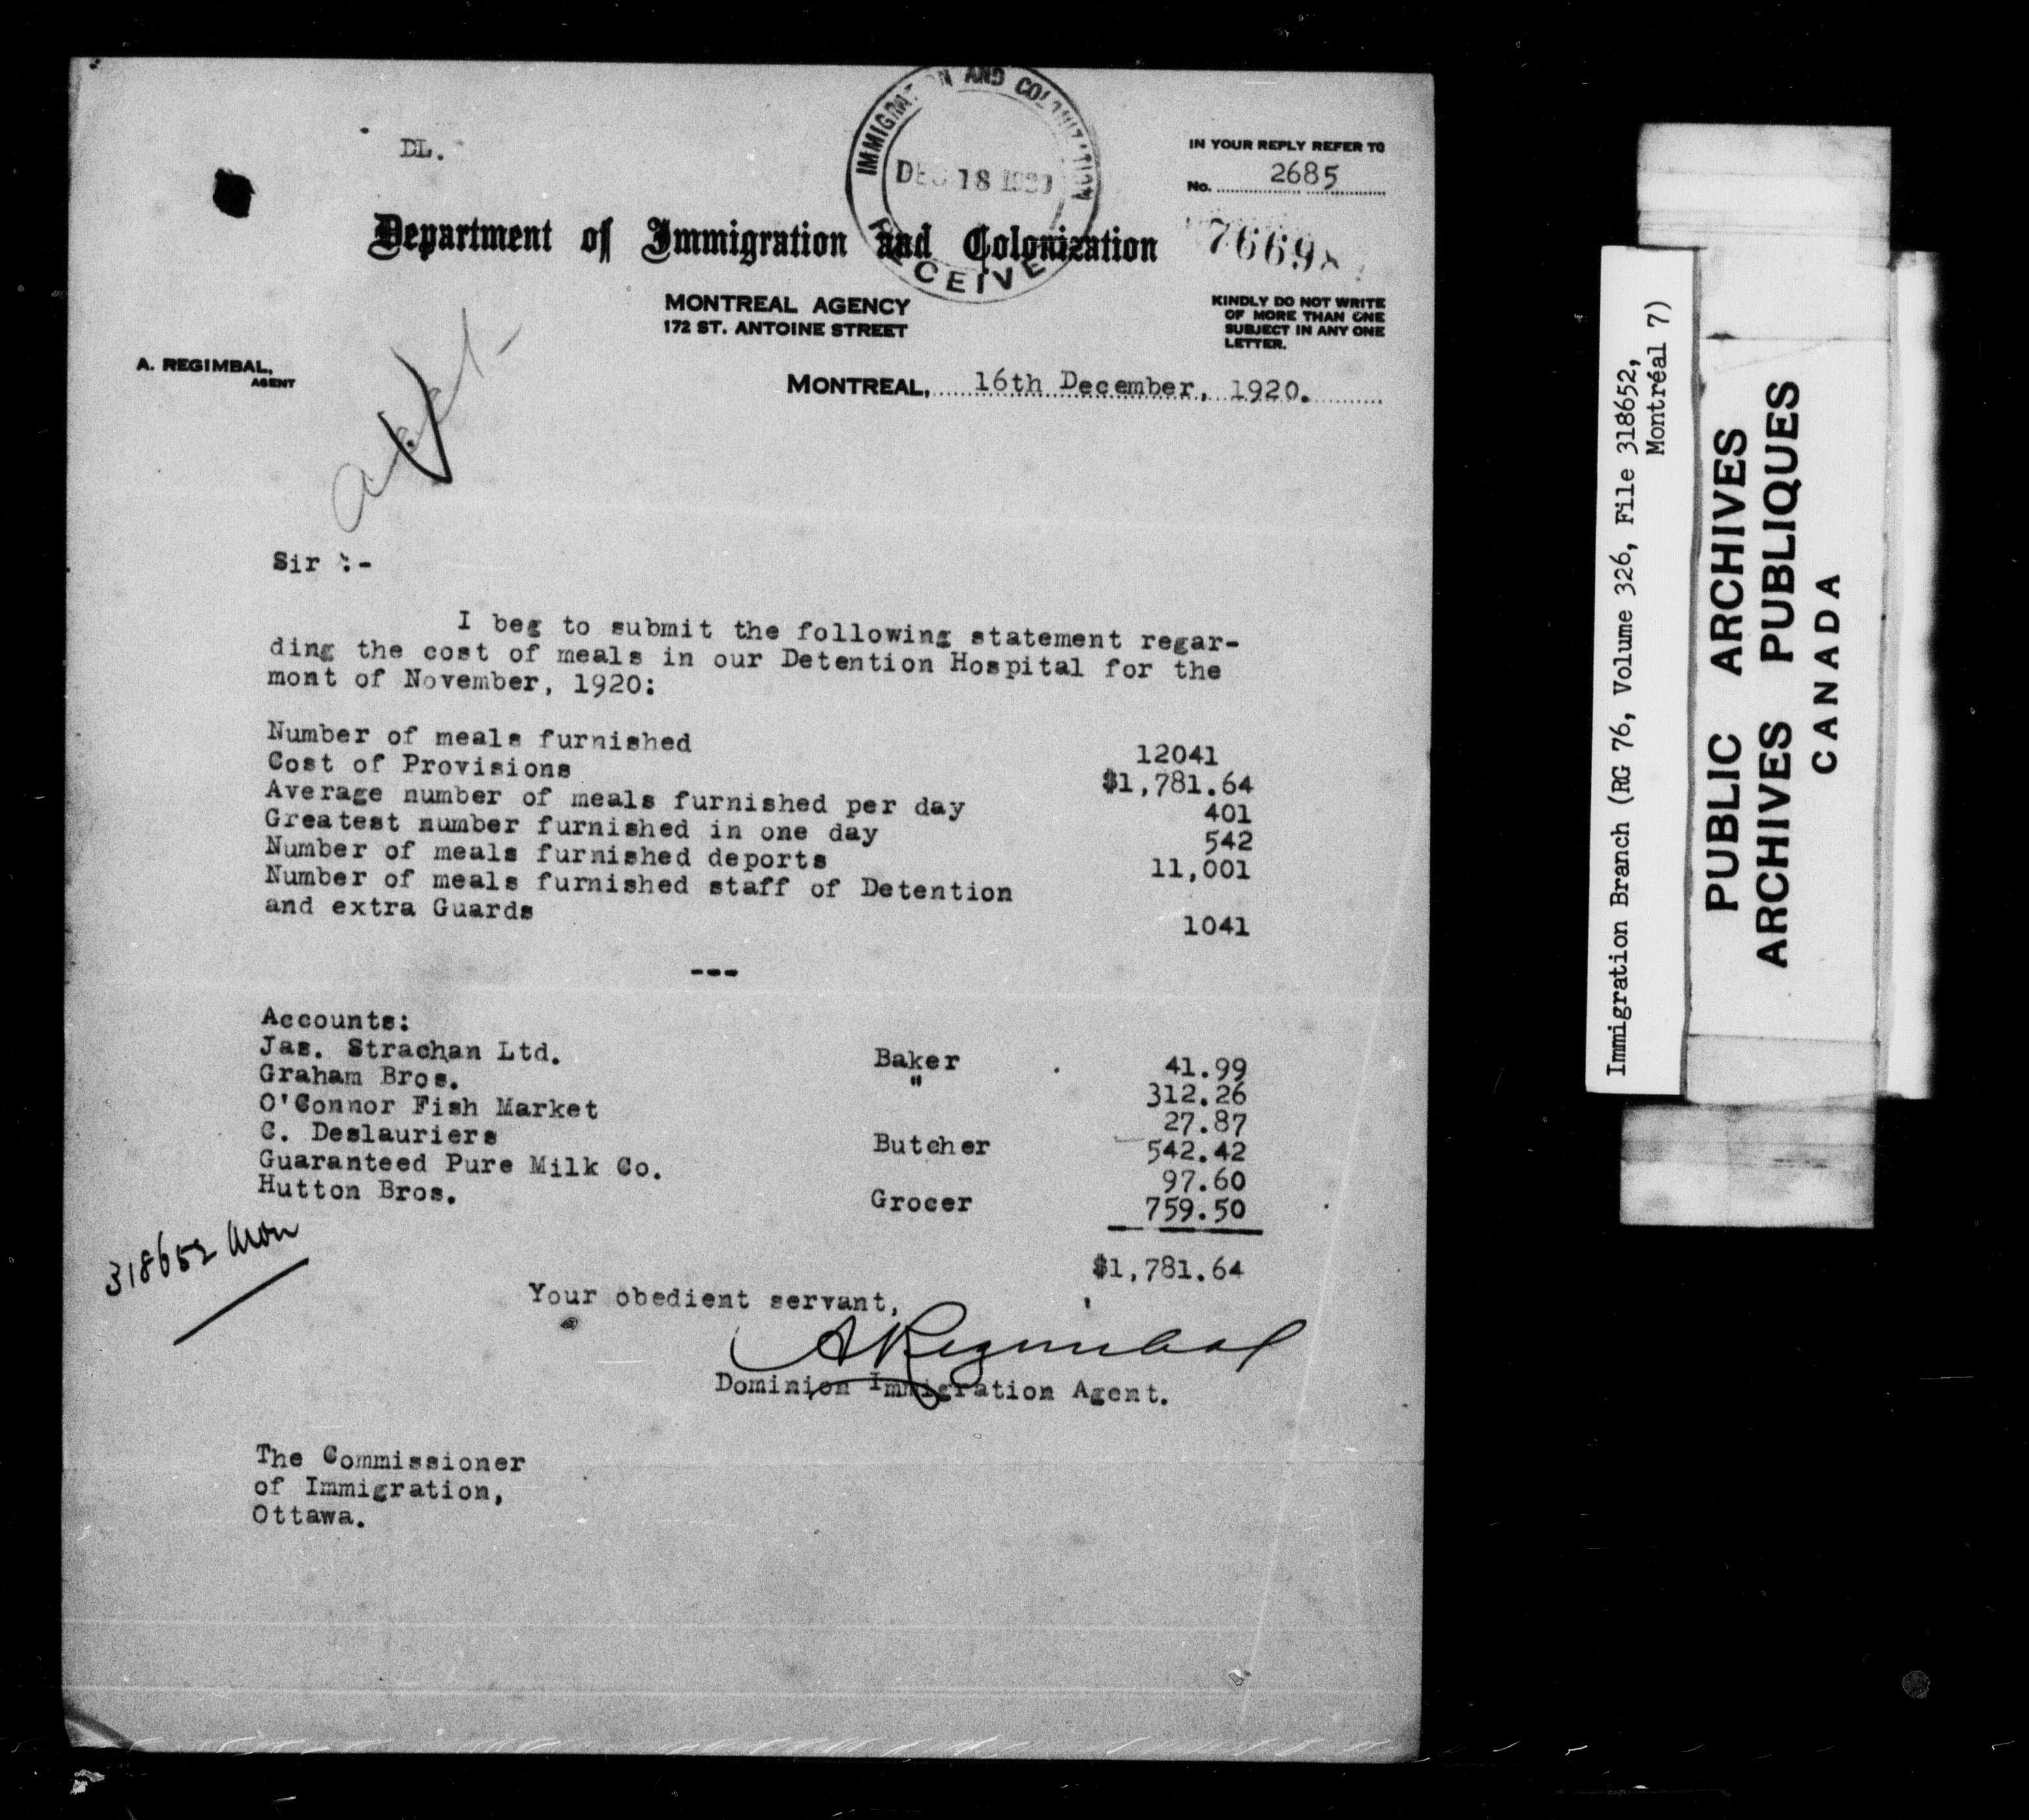 DL.
IMMIGRATION AND COLONIZATION
DEC 18 1920
RECEIVED
IN YOUR REPLY REFER TO
No. 2685
Department of Immigration and Colonization
MONTREAL AGENCY
172 ST. ANTOINE STREET
KINDLY DO NOT WRITE
OF MORE THAN ONE
SUBJECT IN ANY ONE
LETTER.
A. REGIMBAL,
AGENT
MONTREAL, 16th December, 1920.
Sir :-
I beg to submit the following statement regar-
ding the cost of meals in our Detention Hospital for the
mont of November, 1920:
Number of meals furnished 12041
Cost of Provisions $1,781.64
Average number of meals furnished per day 401
Greatest number furnished in one day 542
Number of meals furnished deports 11,001
Number of meals furnished staff of Detention
and extra Guards 1041
---
Accounts:
Jas. Strachan Ltd. Baker 41.99
Graham Bros. " 312.26
O'Connor Fish Market 27.87
C. Deslauriers Butcher 542.42
Guaranteed Pure Milk Co. 97.60
Hutton Bros. Grocer 759.50
318652 Mon
$1,781.64
Your obedient servant,
A Regimbal
Dominion Immigration Agent.
The Commissioner
of Immigration,
Ottawa.
Immigration Branch (RG 76, Volume 326, File 318652,
Montréal 7)
PUBLIC ARCHIVES
ARCHIVES PUBLIQUES
CANADA